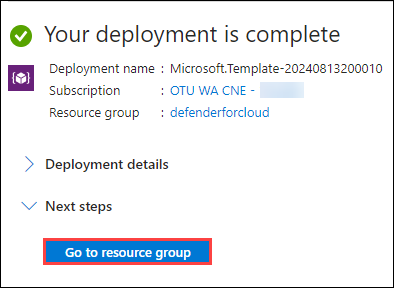 Your deployment is complete
Deployment name : Microsoft.Template-20240813200010
Subscription : OTU WA CNE -
Resource group : defenderforcloud
Deployment details
Next steps
Go to resource group